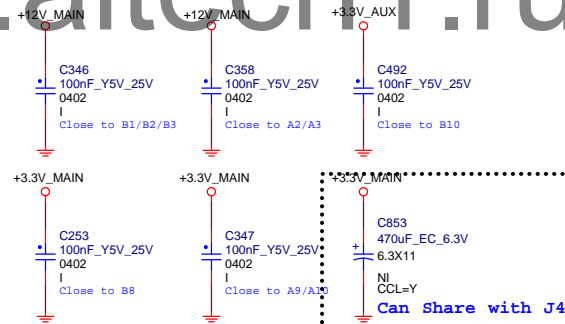 .aitech1.ru
+12V_MAIN
+12V_MAIN
+3.3V_AUX
C346
100nF_Y5V_25V
0402
I
Close to B1/B2/B3
C358
100nF_Y5V_25V
0402
I
Close to A2/A3
C492
100nF_Y5V_25V
0402
I
Close to B10
+3.3V_MAIN
+3.3V_MAIN
+3.3V_MAIN
C253
100nF_Y5V_25V
0402
I
Close to B8
C347
100nF_Y5V_25V
0402
I
Close to A9/A10
C853
470uF_EC_6.3V
+
6.3X11
NI
CCL=Y
Can Share with J4